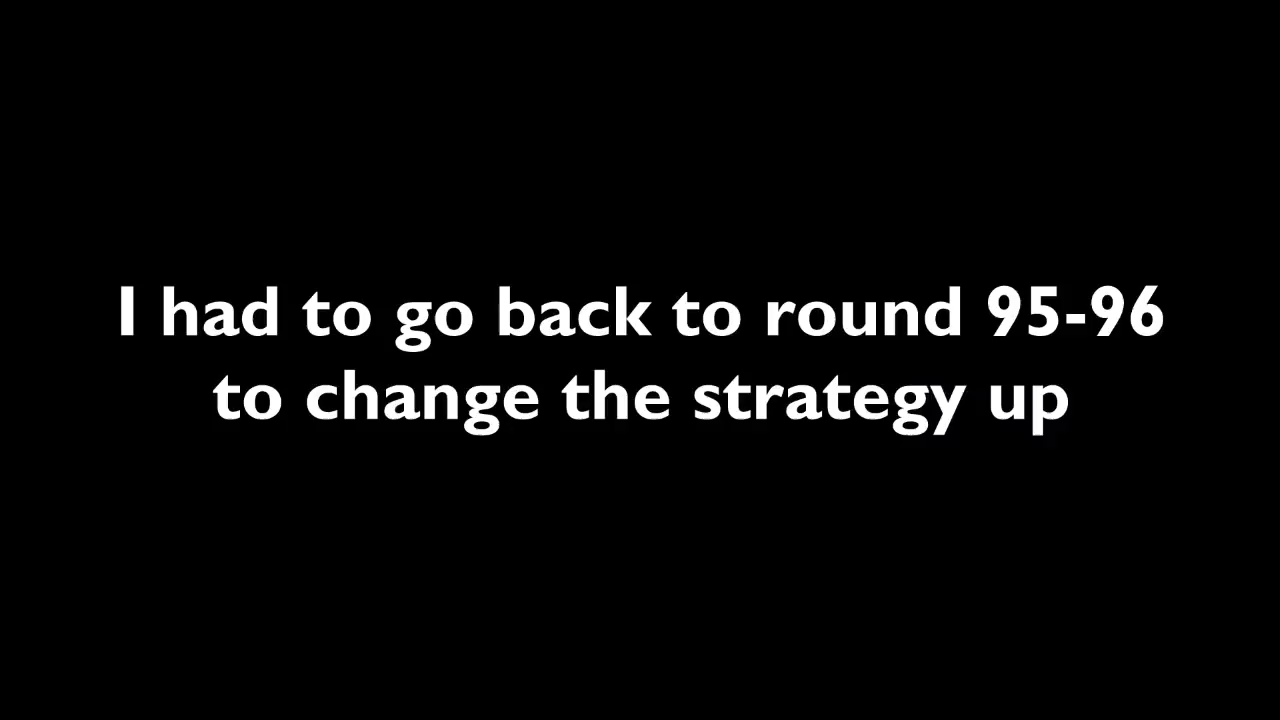 I had to go back to round 95-96
to change the strategy up